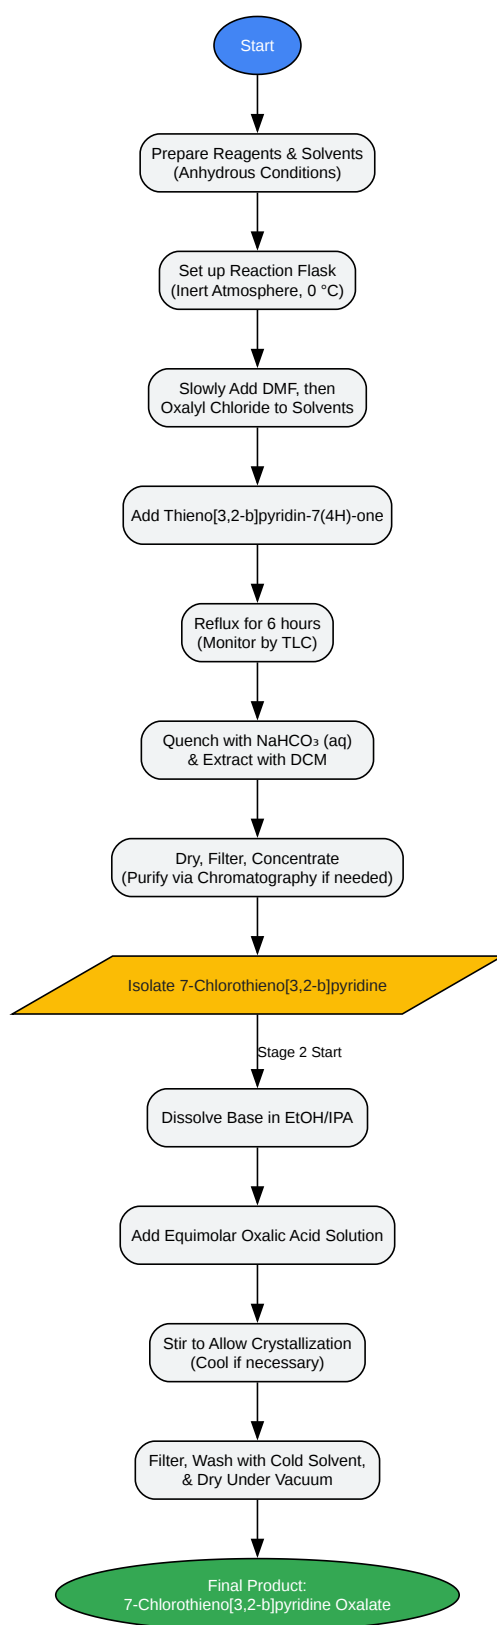 Start
Prepare Reagents & Solvents
(Anhydrous Conditions)
Set up Reaction Flask
(Inert Atmosphere, 0 °C)
Slowly Add DMF, then
Oxalyl Chloride to Solvents
Add Thieno[3,2-b]pyridin-7(4H)-one
Reflux for 6 hours
(Monitor by TLC)
Quench with NaHCO₃ (aq)
& Extract with DCM
Dry, Filter, Concentrate
(Purify via Chromatography if needed)
Isolate 7-Chlorothieno[3,2-b]pyridine
Stage 2 Start
Dissolve Base in EtOH/IPA
Add Equimolar Oxalic Acid Solution
Stir to Allow Crystallization
(Cool if necessary)
Filter, Wash with Cold Solvent,
& Dry Under Vacuum
Final Product:
7-Chlorothieno[3,2-b]pyridine Oxalate